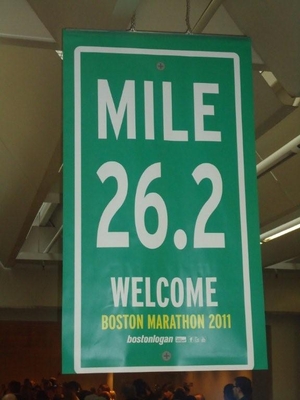 MILE
26.2
WELCOME
BOSTON MARATHON 2011
bostonlogan